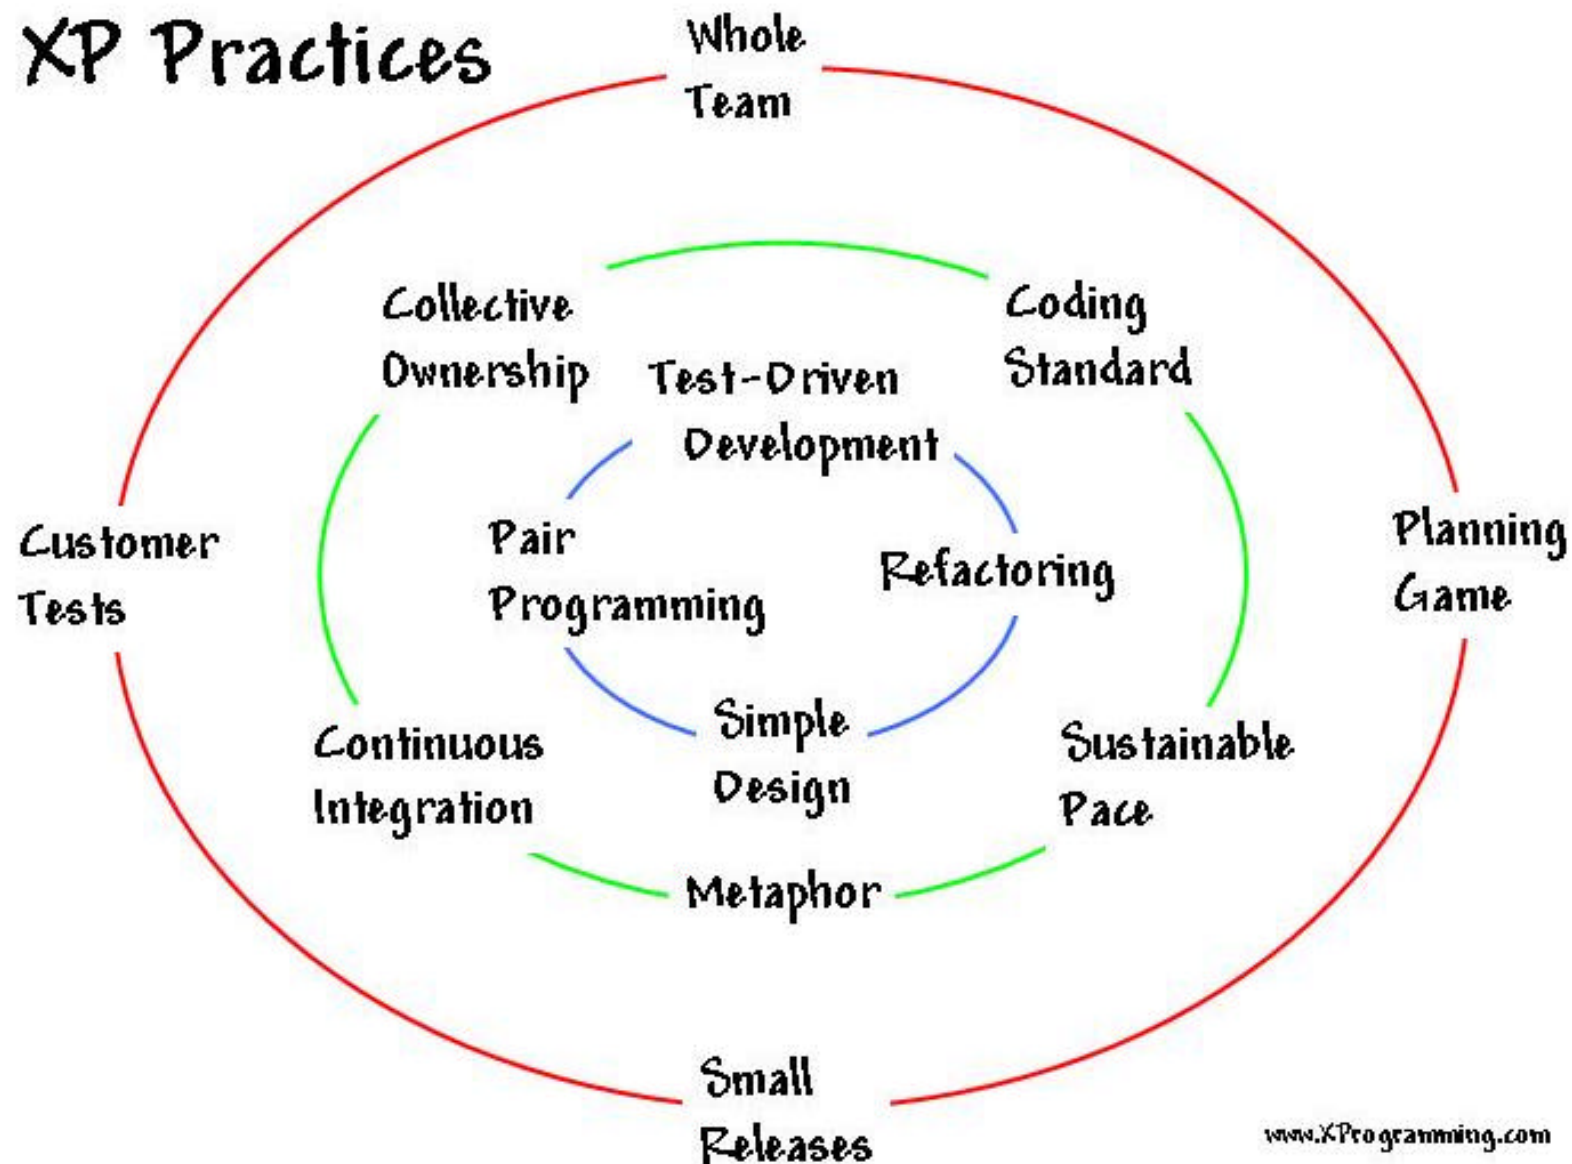 XP Practices
Whole
Team
Collective
Ownership
Coding
Standard
Test-Driven
Development
Customer
Tests
Pair
Programming
Refactoring
Planning
Game
Continuous
Integration
Simple
Design
Sustainable
Pace
Metaphor
Small
Releases
www.XProgramming.com